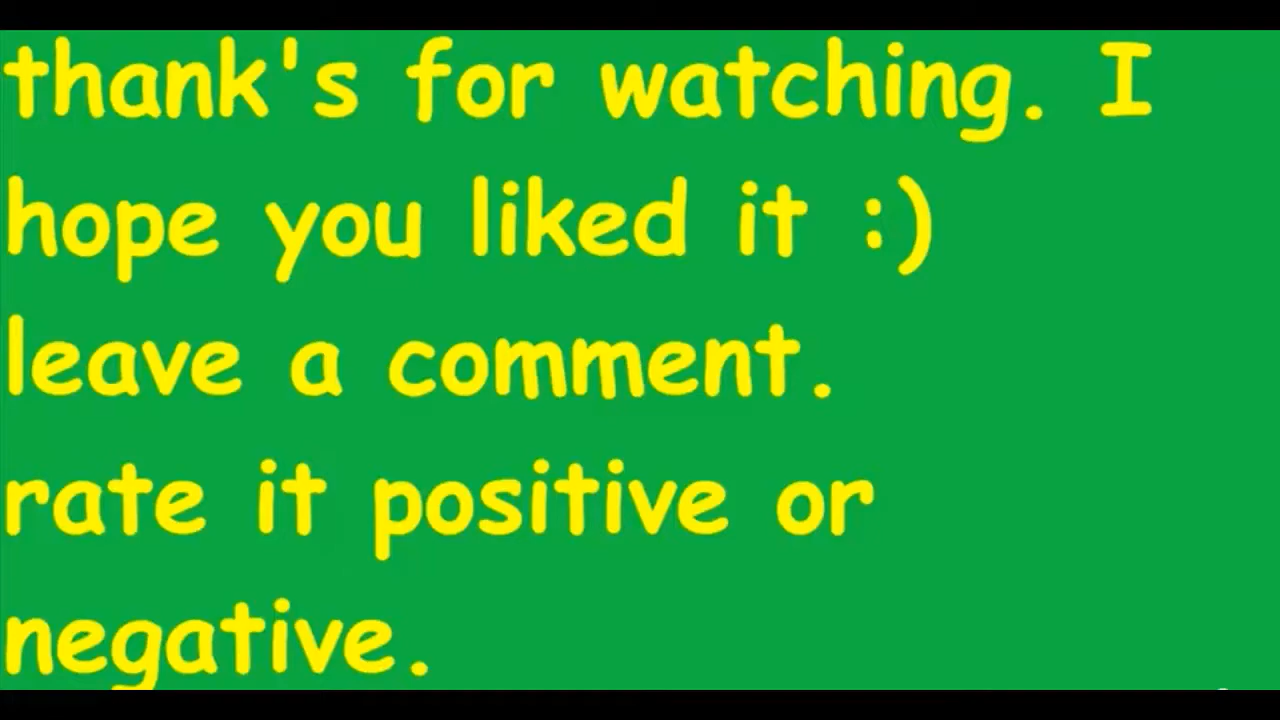 thank's for watching. I
hope you liked it :)
leave a comment.
rate it positive or
negative.